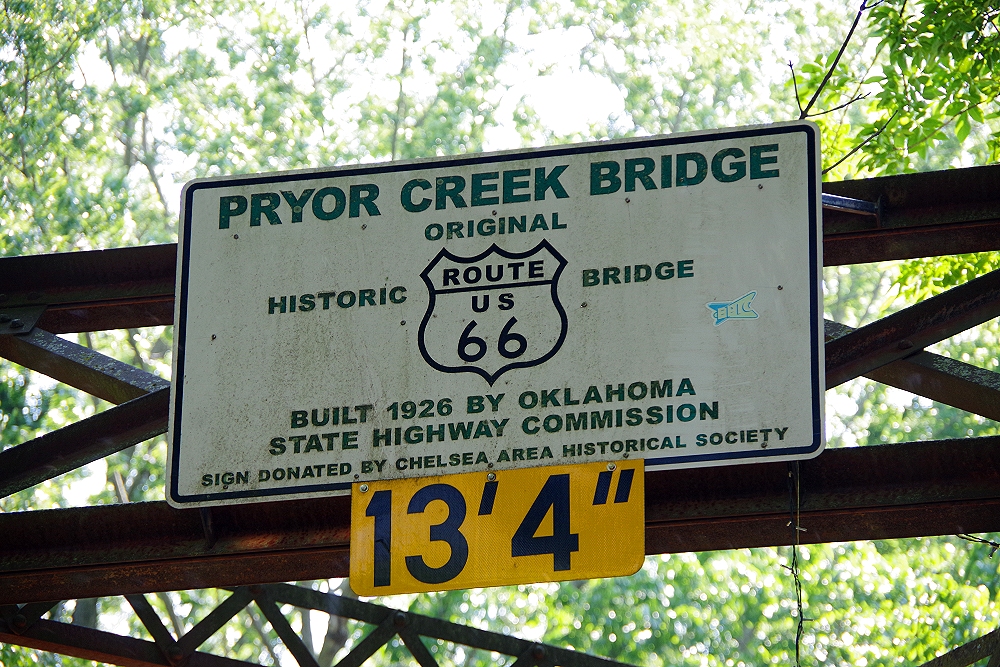 PRYOR CREEK BRIDGE
ORIGINAL
HISTORIC ROUTE BRIDGE
US
66
BUILT 1926 BY OKLAHOMA
STATE HIGHWAY COMMISSION
SIGN DONATED BY CHELSEA AREA HISTORICAL SOCIETY
13' 4"